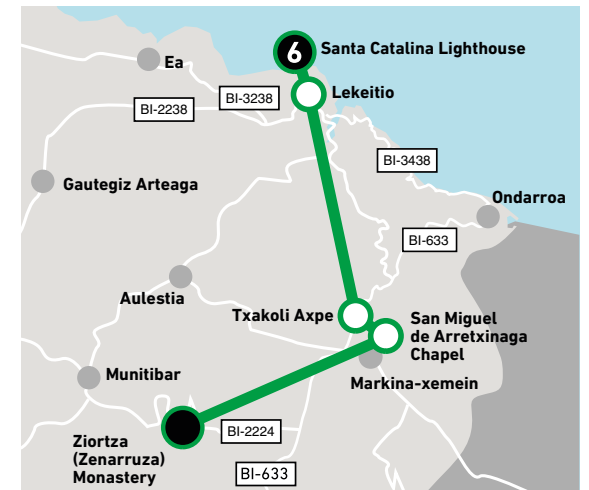 6
Santa Catalina Lighthouse
Ea
Lekeitio
BI-3238
BI-2238
BI-3438
Gautegiz Arteaga
Ondarroa
BI-633
Aulestia
Txakoli Axpe
San Miguel
de Arretxinaga
Chapel
Munitibar
Markina-xemein
BI-2224
Ziortza
(Zenarruza)
Monastery
BI-633